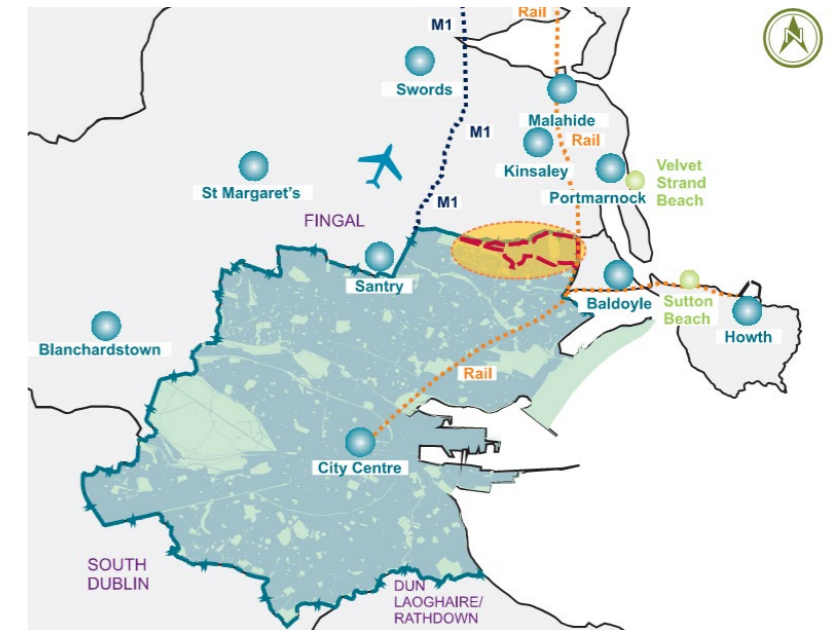 Rail
M1
Swords
Malahide
M1
Rail
Kinsaley
Velvet
Strand
Beach
St Margaret's
Portmarnock
M1
FINGAL
Santry
Baldoyle
Sutton
Beach
Howth
Blanchardstown
Rail
City Centre
SOUTH
DUBLIN
DUN
LAOGHAIRE/
RATHDOWN